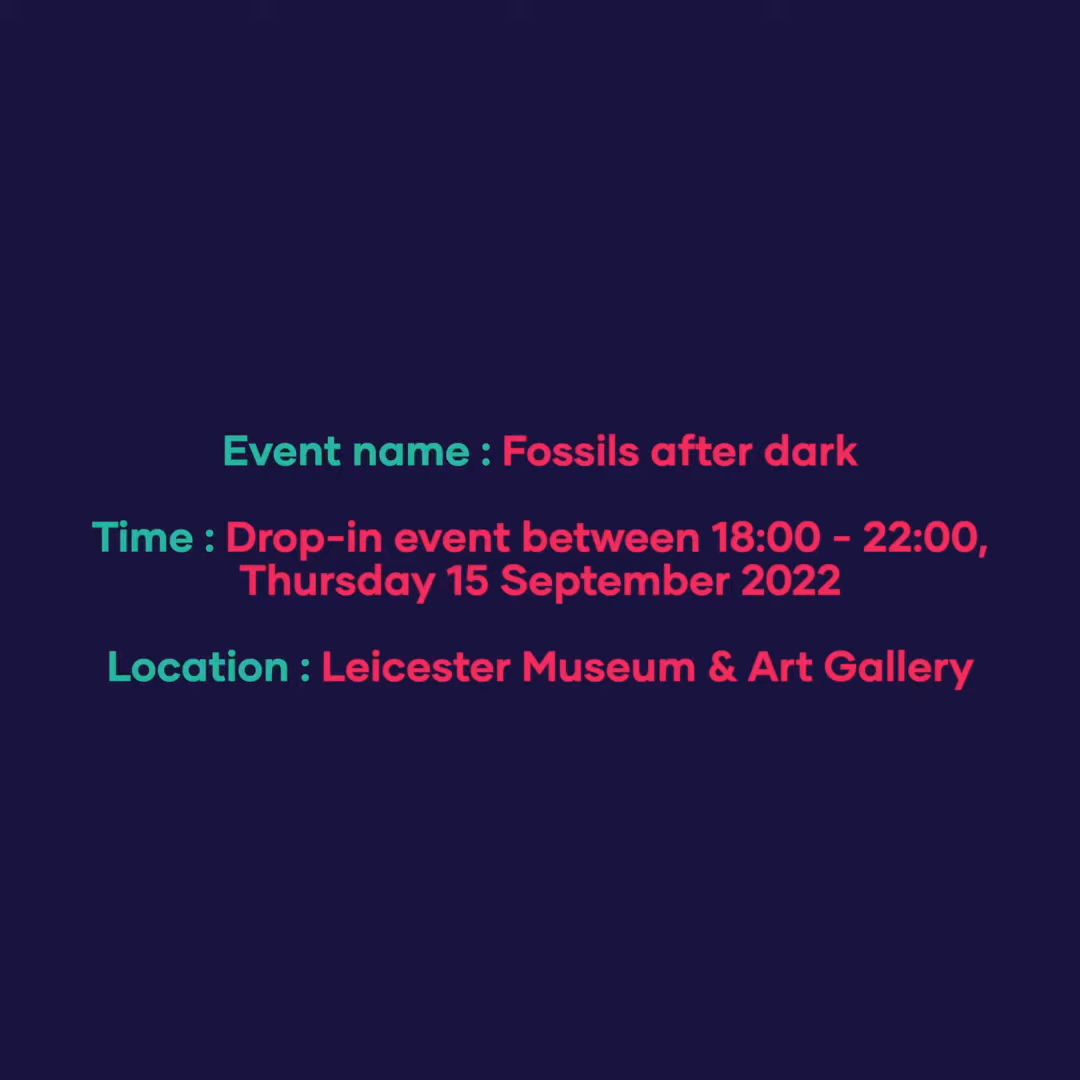 Event name : Fossils after dark
Time : Drop-in event between 18:00 - 22:00,
Thursday 15 September 2022
Location : Leicester Museum & Art Gallery